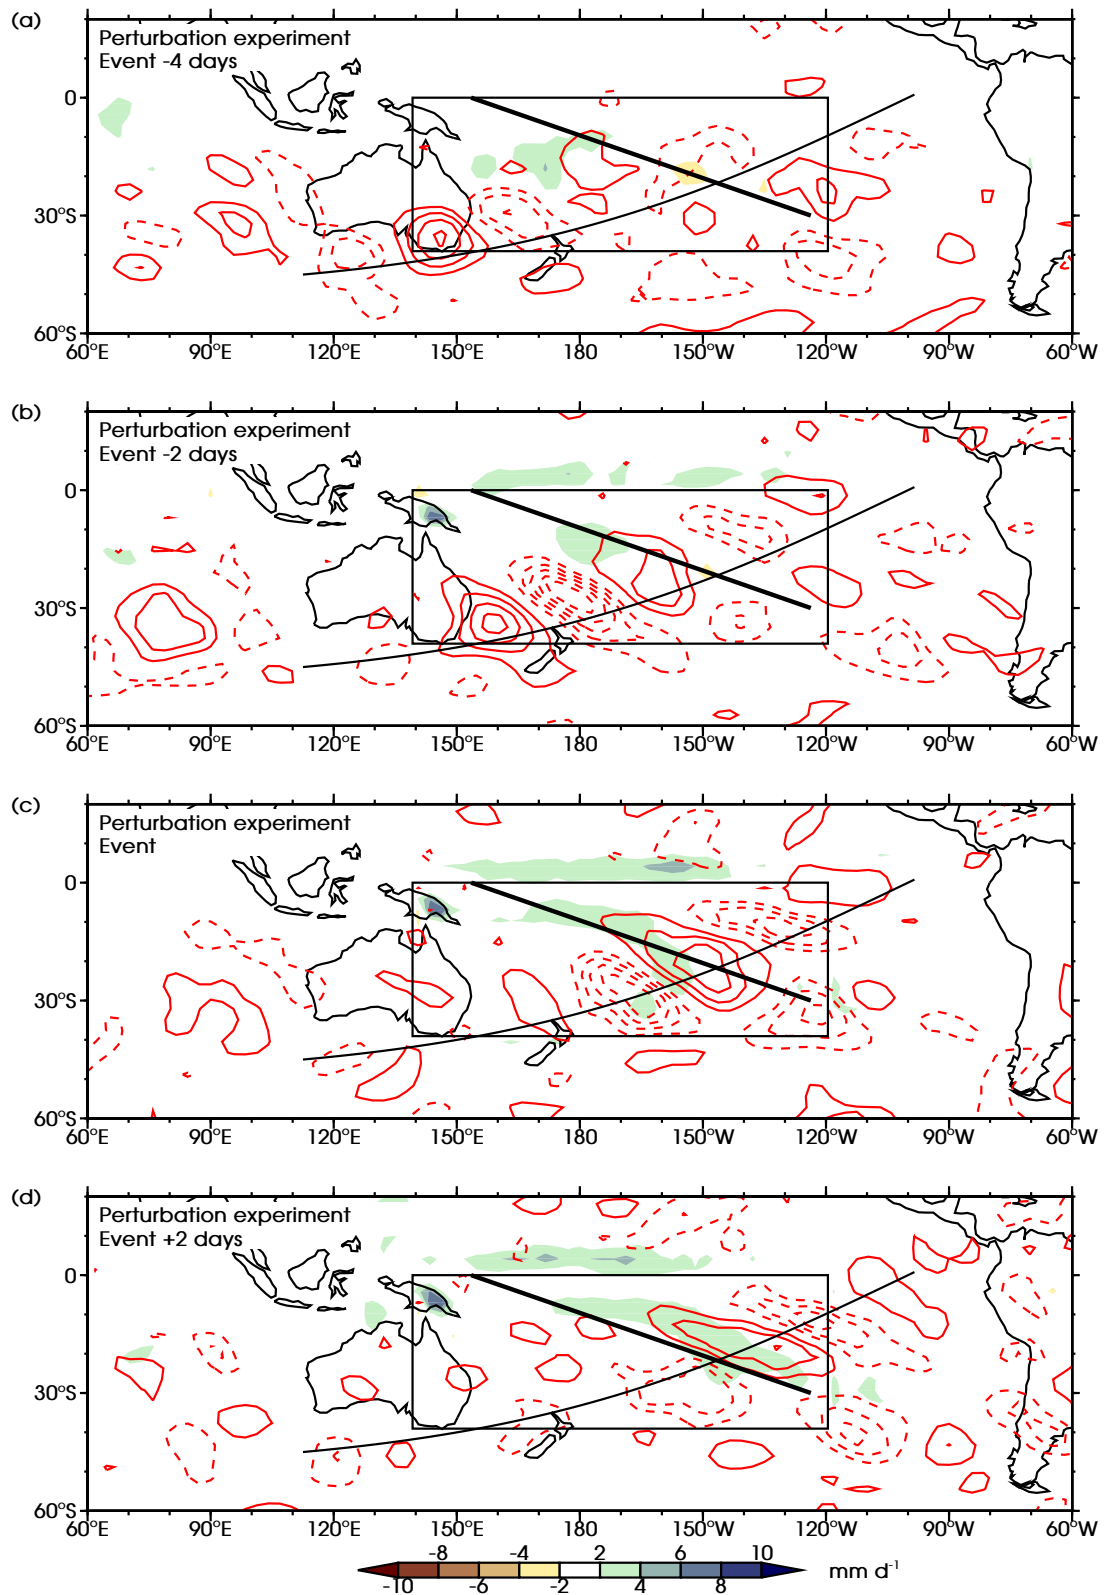 (a)
Perturbation experiment
Event -4 days
0
30°S
60°S
60°E 90°E 120°E 150°E 180 150°W 120°W 90°W 60°W
(b)
Perturbation experiment
Event -2 days
0
30°S
60°S
60°E 90°E 120°E 150°E 180 150°W 120°W 90°W 60°W
(c)
Perturbation experiment
Event
0
30°S
60°S
60°E 90°E 120°E 150°E 180 150°W 120°W 90°W 60°W
(d)
Perturbation experiment
Event +2 days
0
30°S
60°S
60°E 90°E 120°E 150°E 180 150°W 120°W 90°W 60°W
-8 -4 2 6 10
mm d⁻¹
-10 -6 -2 4 8